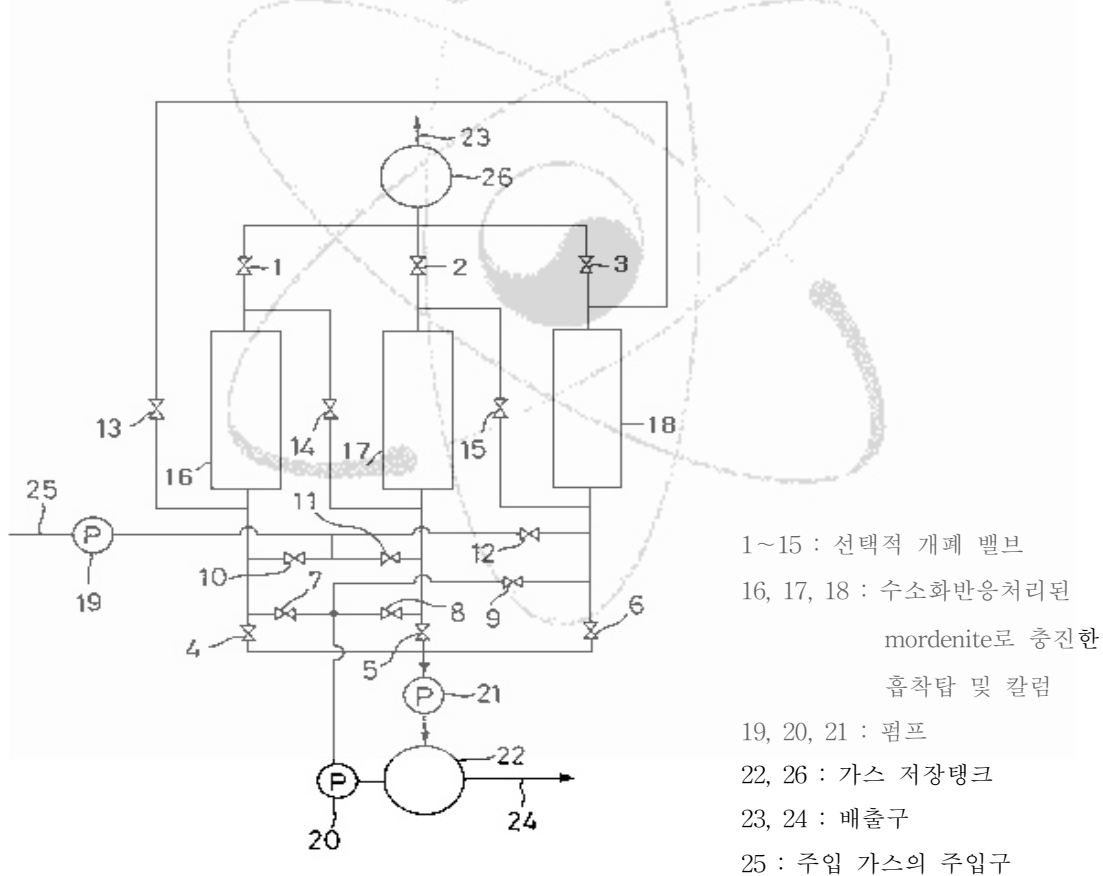 23
26
1
2
3
13
14
15
16
17
18
25
P
19
11
12
10
7
8
9
6
4
5
P
21
22
P
20
24
1~15 : 선택적 개폐 밸브
16, 17, 18 : 수소화반응처리된
mordenite로 충진한
흡착탑 및 칼럼
19, 20, 21 : 펌프
22, 26 : 가스 저장탱크
23, 24 : 배출구
25 : 주입 가스의 주입구